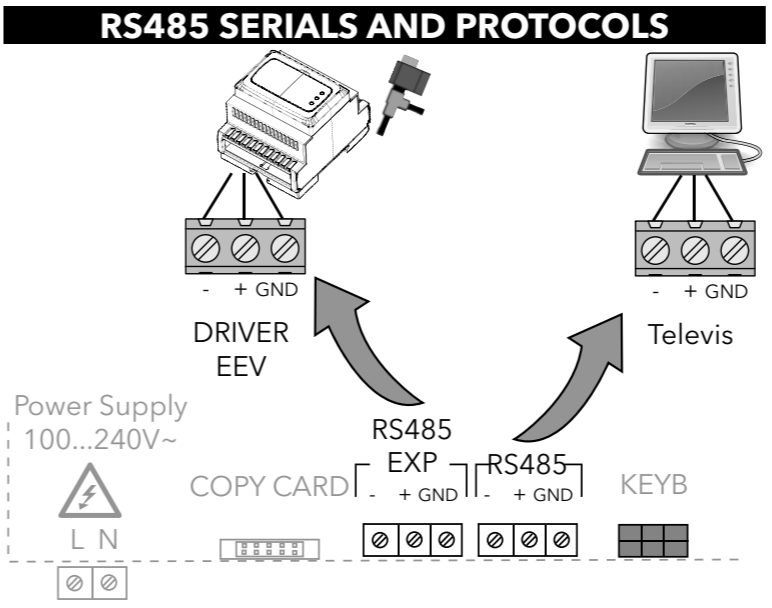 RS485 SERIALS AND PROTOCOLS
- + GND
DRIVER
EEV
- + GND
Televis
Power Supply
100...240V~
L N
COPY CARD
RS485
EXP
- + GND
RS485
- + GND
KEYB